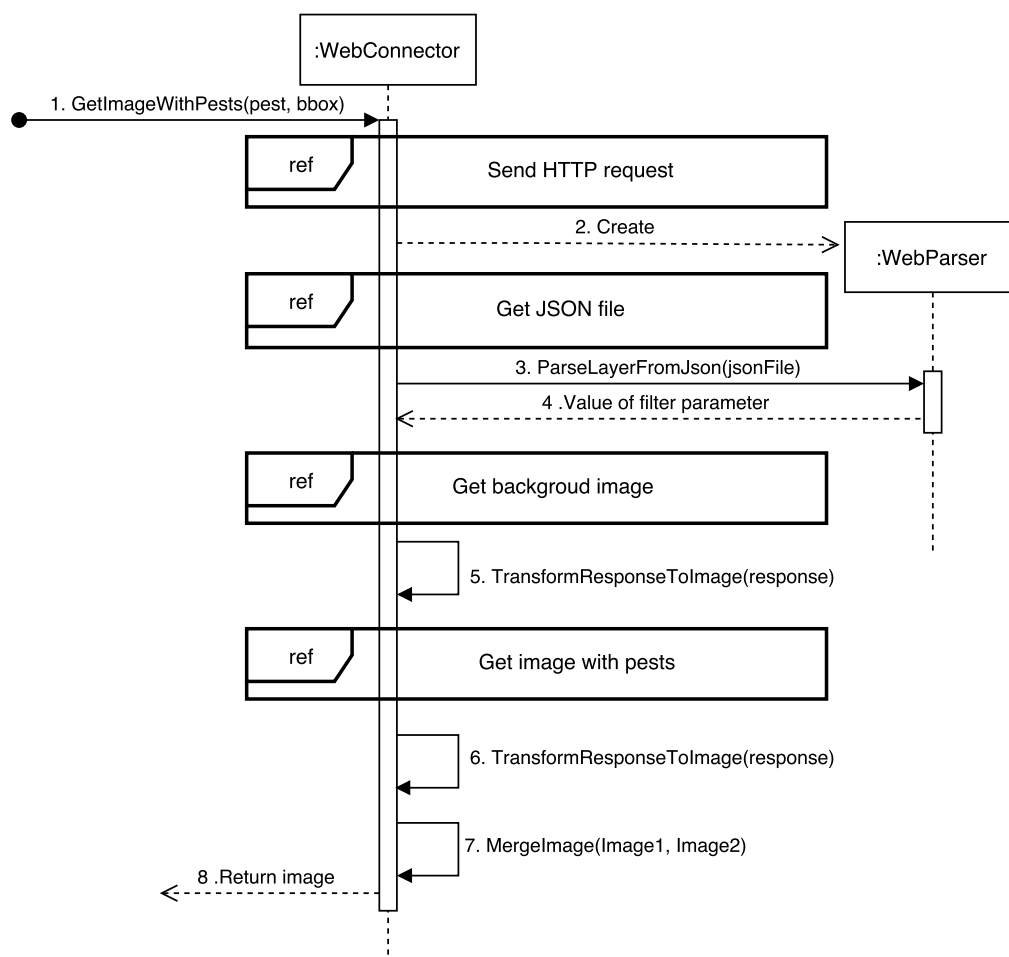 :WebConnector
1. GetImageWithPests(pest, bbox)
ref
Send HTTP request
2. Create
:WebParser
ref
Get JSON file
3. ParseLayerFromJson(jsonFile)
4 .Value of filter parameter
ref
Get backgroud image
5. TransformResponseToImage(response)
ref
Get image with pests
6. TransformResponseToImage(response)
7. MergeImage(Image1, Image2)
8 .Return image